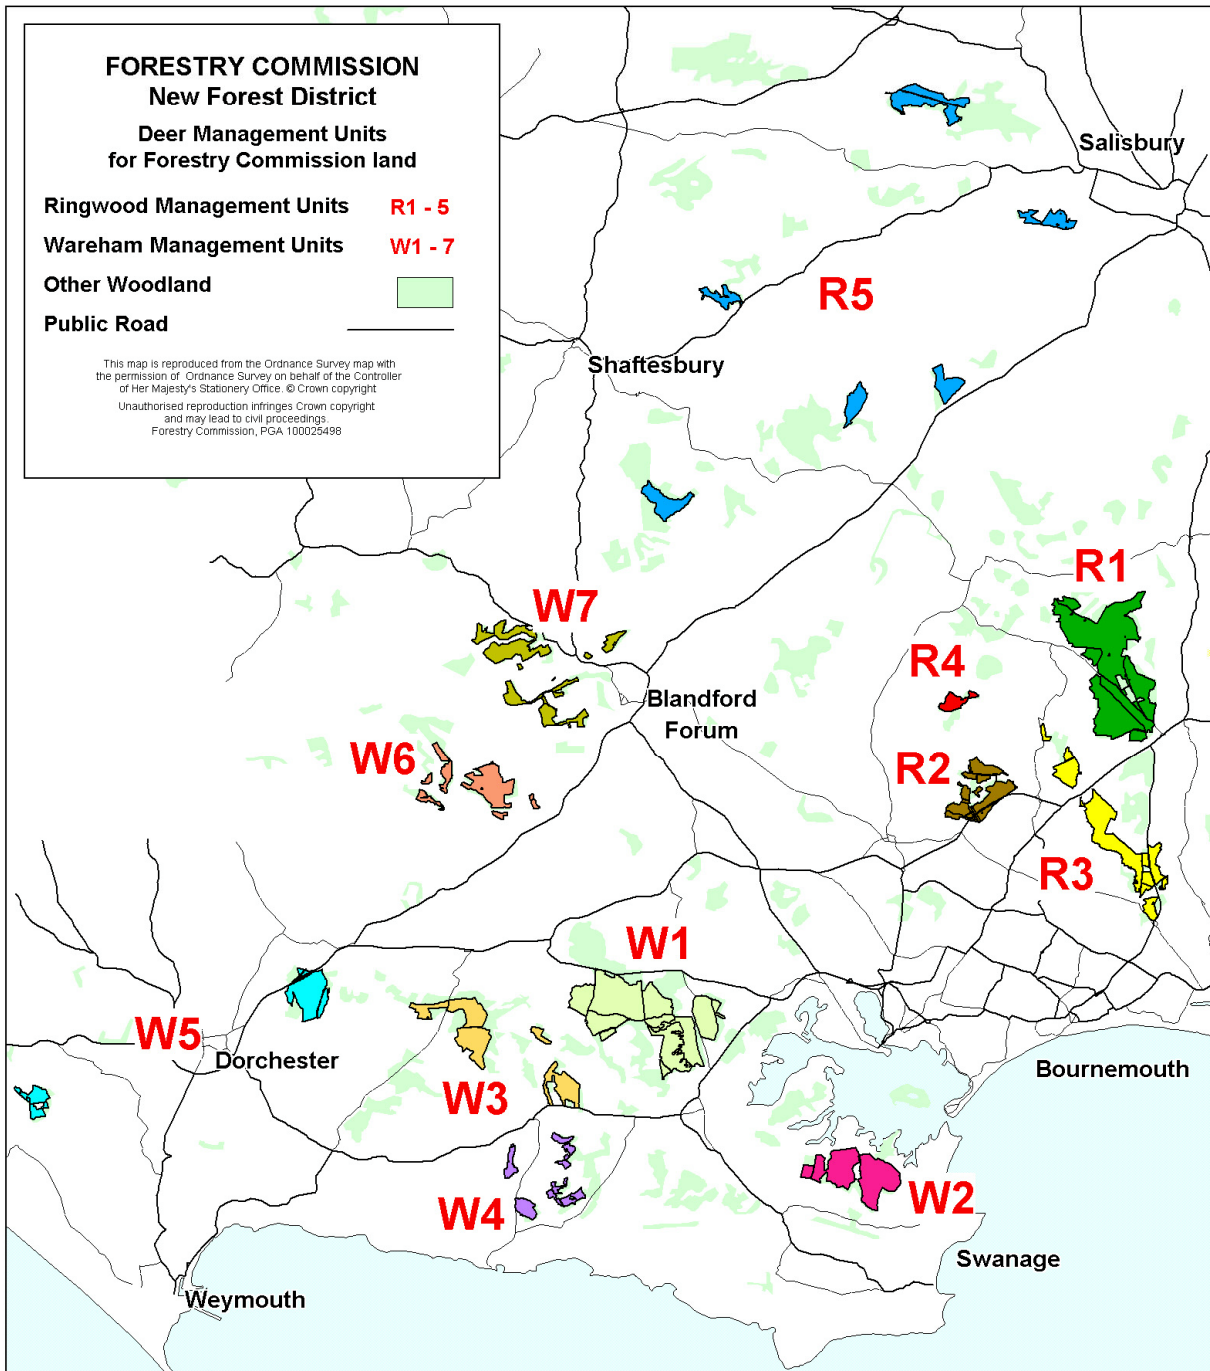 FORESTRY COMMISSION
New Forest District
Deer Management Units
for Forestry Commission land
Ringwood Management Units R1 - 5
Wareham Management Units W1 - 7
Other Woodland
Public Road
This map is reproduced from the Ordnance Survey map with
the permission of Ordnance Survey on behalf of the Controller
of Her Majesty's Stationery Office. © Crown copyright
Unauthorised reproduction infringes Crown copyright
and may lead to civil proceedings.
Forestry Commission, PGA 100025498
Salisbury
R5
Shaftesbury
R1
W7
R4
Blandford
Forum
W6
R2
R3
W1
W5
Dorchester
Bournemouth
W3
W2
W4
Swanage
Weymouth